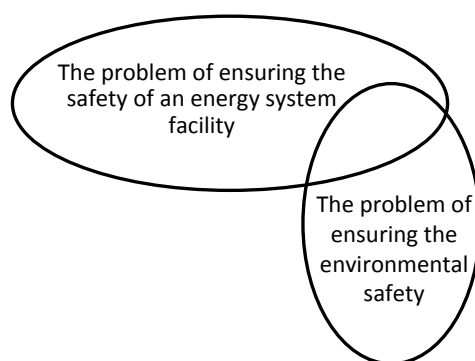 The problem of ensuring the
safety of an energy system
facility
The problem of
ensuring the
environmental
safety